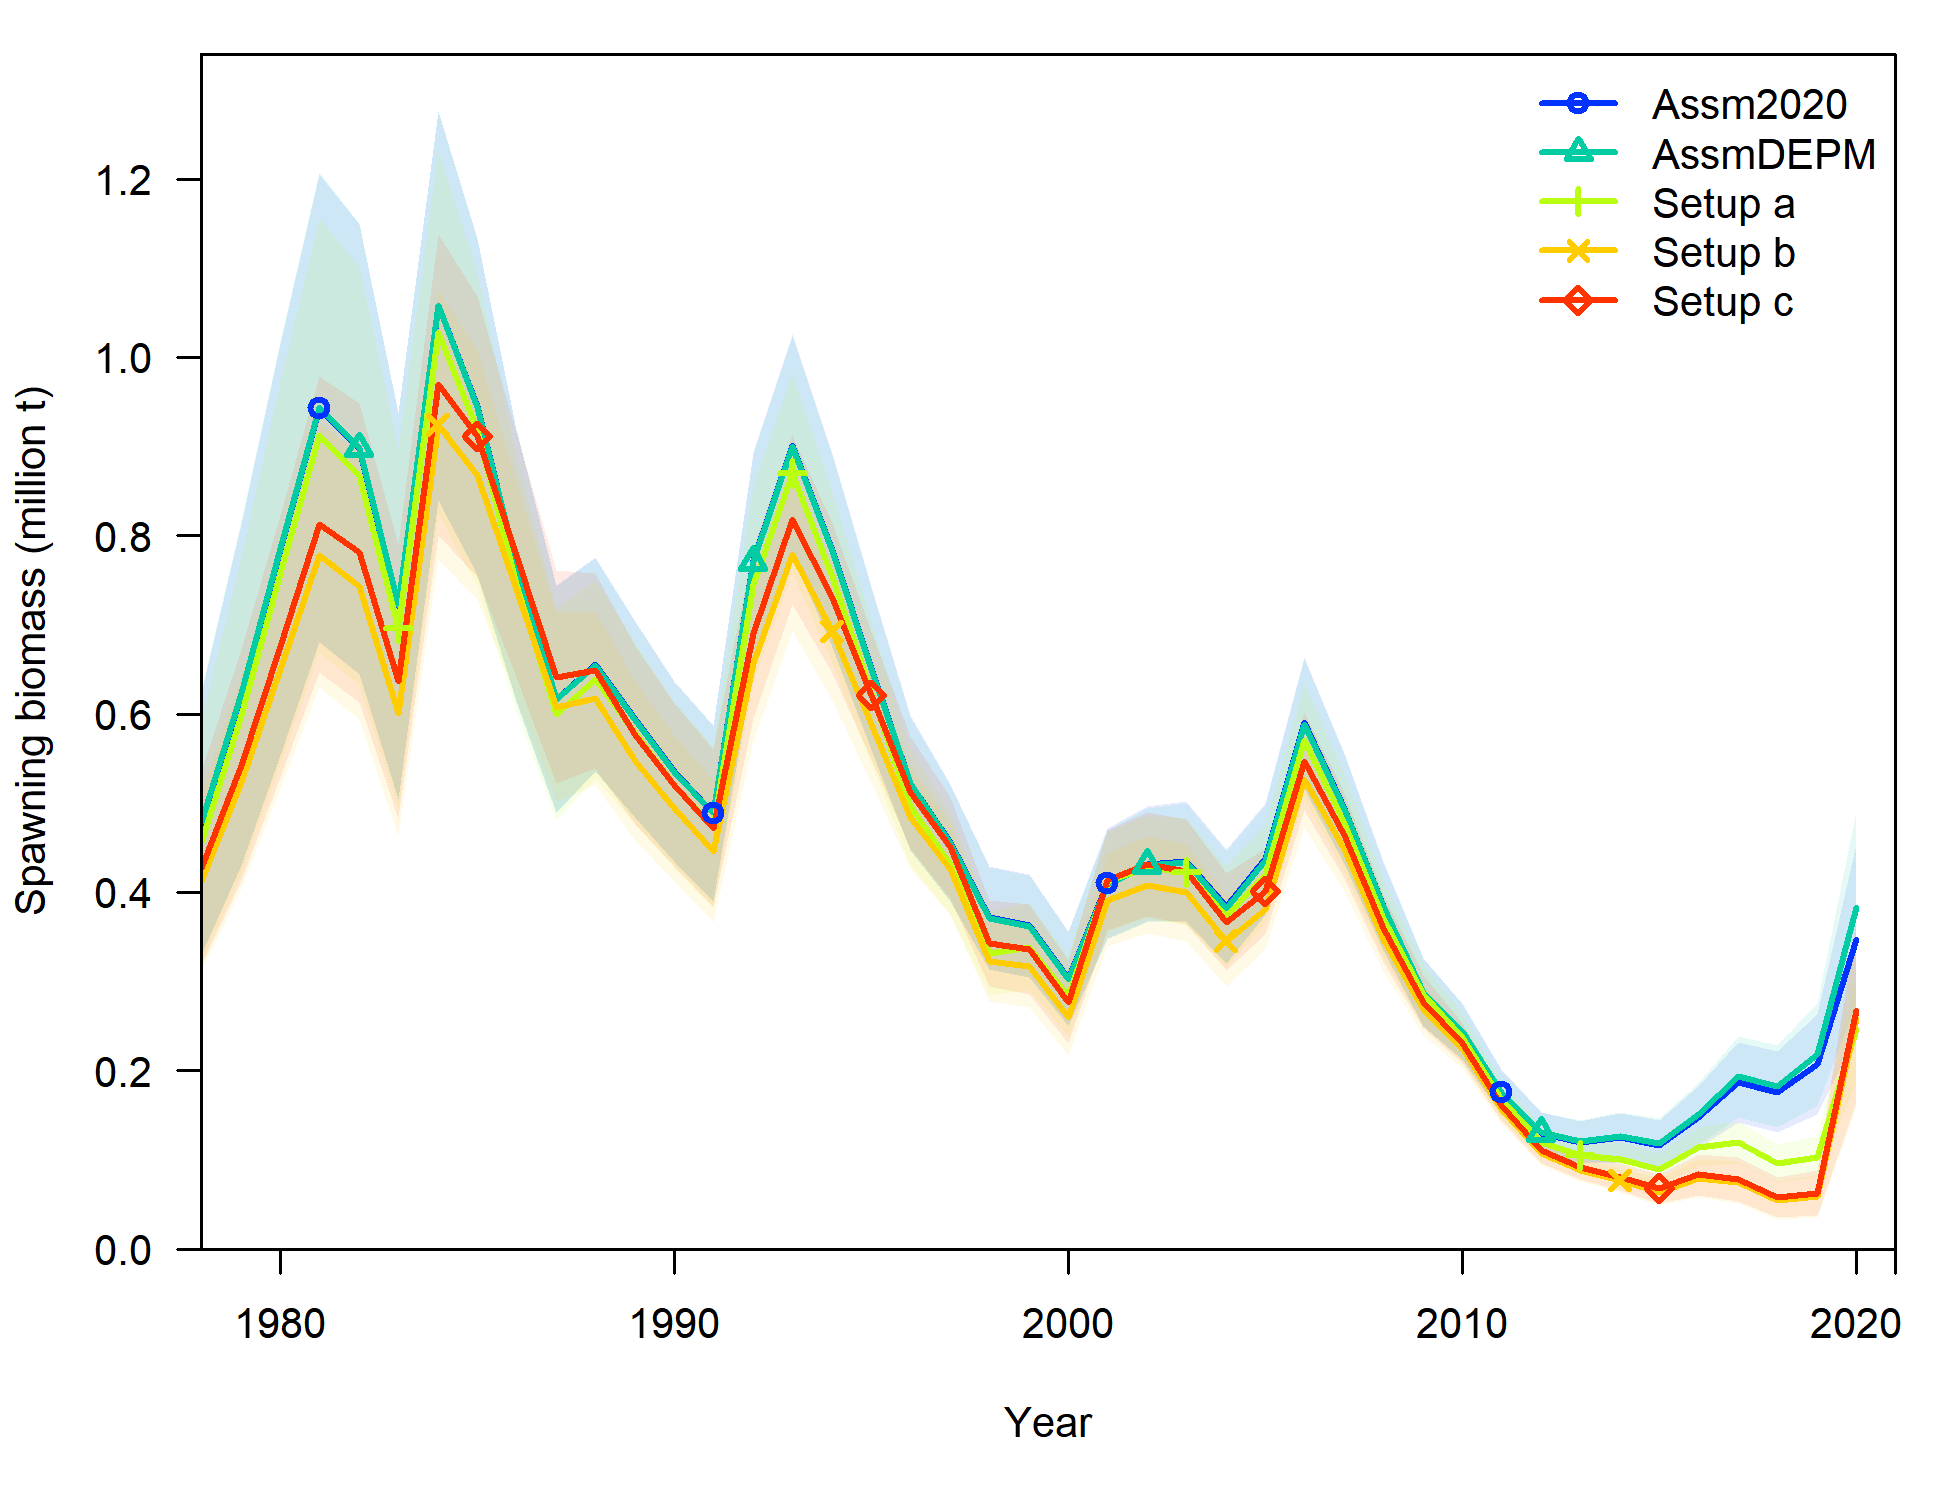 Assm2020
AssmDEPM
Setup a
Setup b
Setup c
Spawning biomass (million t)
1.2
1.0
0.8
0.6
0.4
0.2
0.0
1980 1990 2000 2010 2020
Year